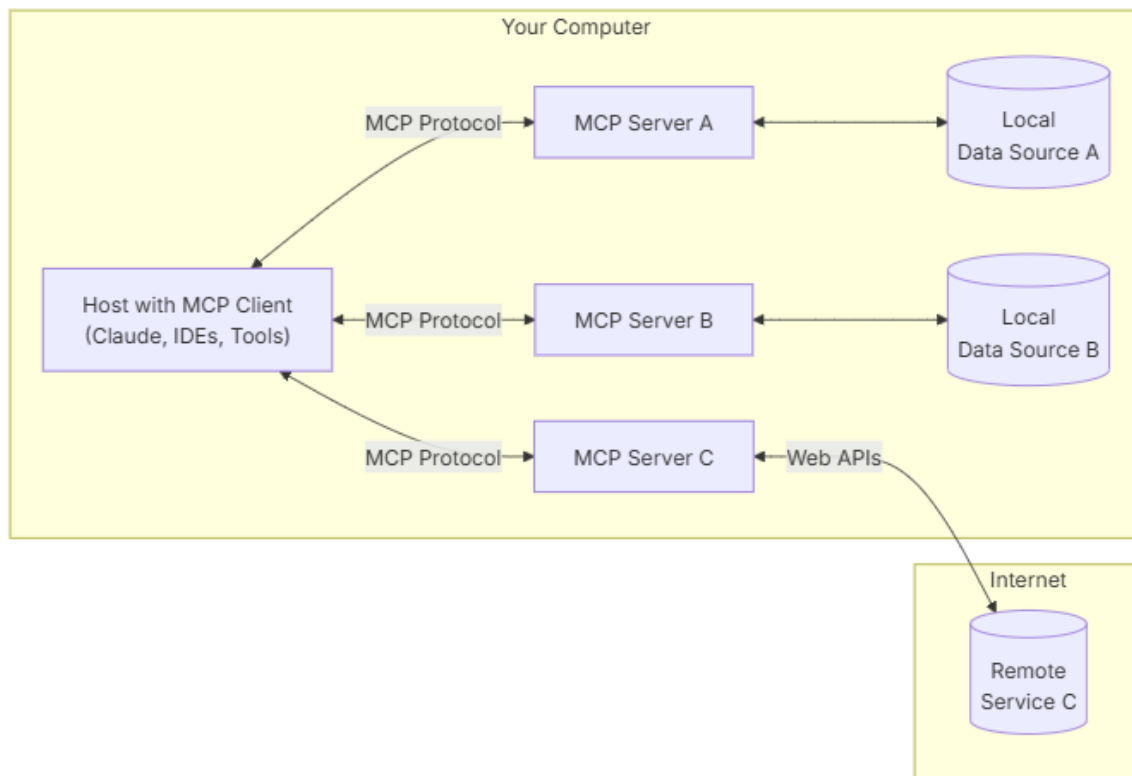 Your Computer
MCP Protocol
MCP Server A
Local
Data Source A
Host with MCP Client
(Claude, IDEs, Tools)
MCP Protocol
MCP Server B
Local
Data Source B
MCP Protocol
MCP Server C
Web APIs
Internet
Remote
Service C